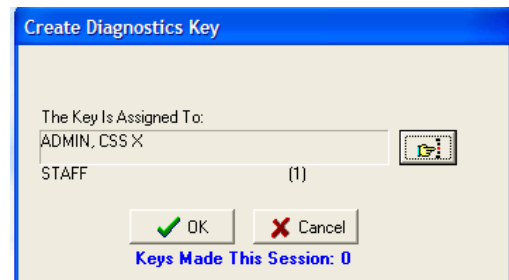 Create Diagnostics Key
The Key Is Assigned To:
ADMIN, CSS X
STAFF (1)
OK Cancel
Keys Made This Session: 0